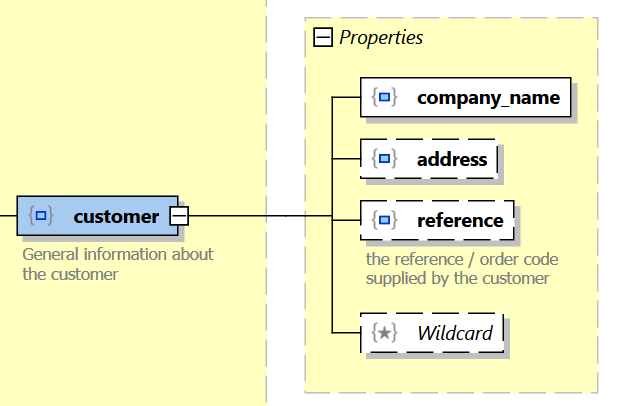 Properties
company_name
address
customer
General information about
the customer
reference
the reference / order code
supplied by the customer
Wildcard